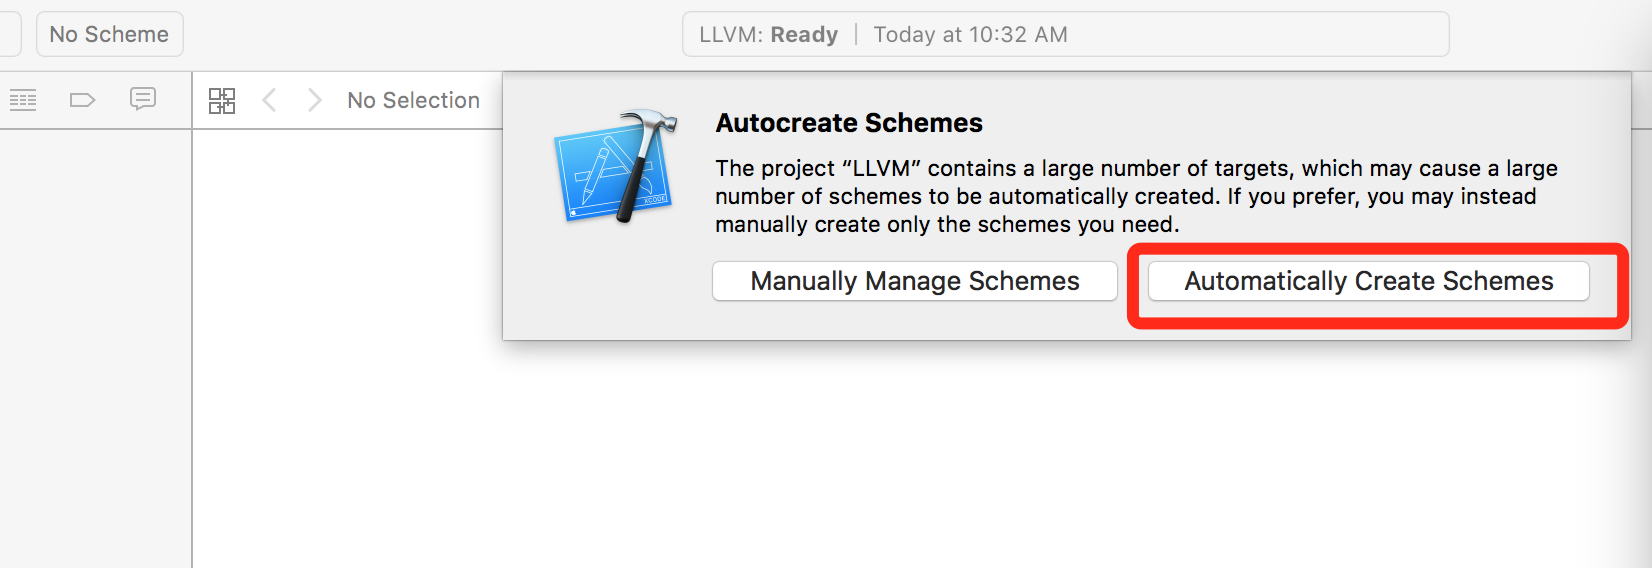 No Scheme
LLVM: Ready | Today at 10:32 AM
No Selection
Autocreate Schemes
The project “LLVM” contains a large number of targets, which may cause a large
number of schemes to be automatically created. If you prefer, you may instead
manually create only the schemes you need.
Manually Manage Schemes
Automatically Create Schemes
XCODE